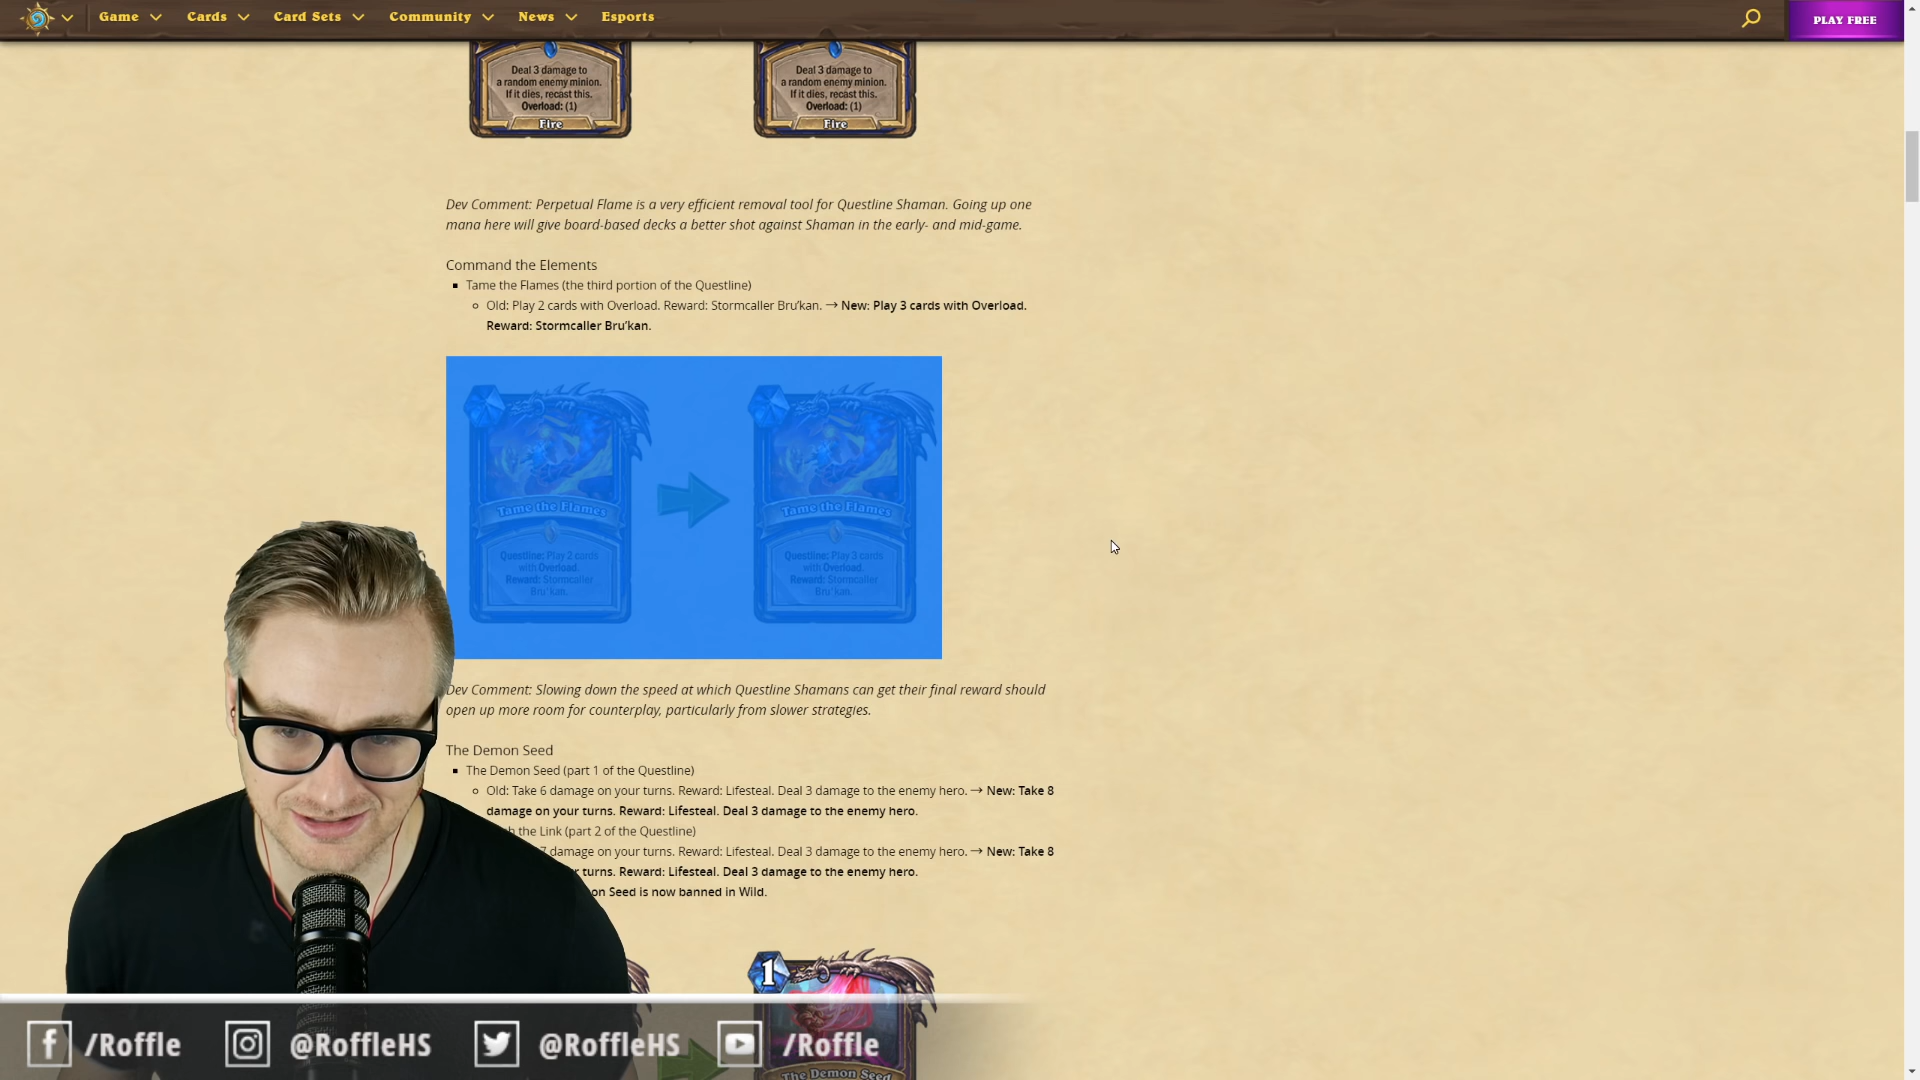 Game
Cards
Card Sets
Community
News
Esports
PLAY FREE
Deal 3 damage to
a random enemy minion.
If it dies, recast this.
Overload: (1)
Fire
Deal 3 damage to
a random enemy minion.
If it dies, recast this.
Overload: (1)
Fire
Dev Comment: Perpetual Flame is a very efficient removal tool for Questline Shaman. Going up one
mana here will give board-based decks a better shot against Shaman in the early- and mid-game.
Command the Elements
Tame the Flames (the third portion of the Questline)
Old: Play 2 cards with Overload. Reward: Stormcaller Bru'kan. → New: Play 3 cards with Overload.
Reward: Stormcaller Bru'kan.
Tame the Flames
Questline: Play 2 cards
with Overload.
Reward: Stormcaller
Bru'kan.
Tame the Flames
Questline: Play 3 cards
with Overload.
Reward: Stormcaller
Bru'kan.
Dev Comment: Slowing down the speed at which Questline Shamans can get their final reward should
open up more room for counterplay, particularly from slower strategies.
The Demon Seed
The Demon Seed (part 1 of the Questline)
Old: Take 6 damage on your turns. Reward: Lifesteal. Deal 3 damage to the enemy hero. → New: Take 8
damage on your turns. Reward: Lifesteal. Deal 3 damage to the enemy hero.
the Link (part 2 of the Questline)
7 damage on your turns. Reward: Lifesteal. Deal 3 damage to the enemy hero. → New: Take 8
turns. Reward: Lifesteal. Deal 3 damage to the enemy hero.
Seed is now banned in Wild.
1
The Demon Seed
/Roffle
@RoffleHS
@RoffleHS
/Roffle